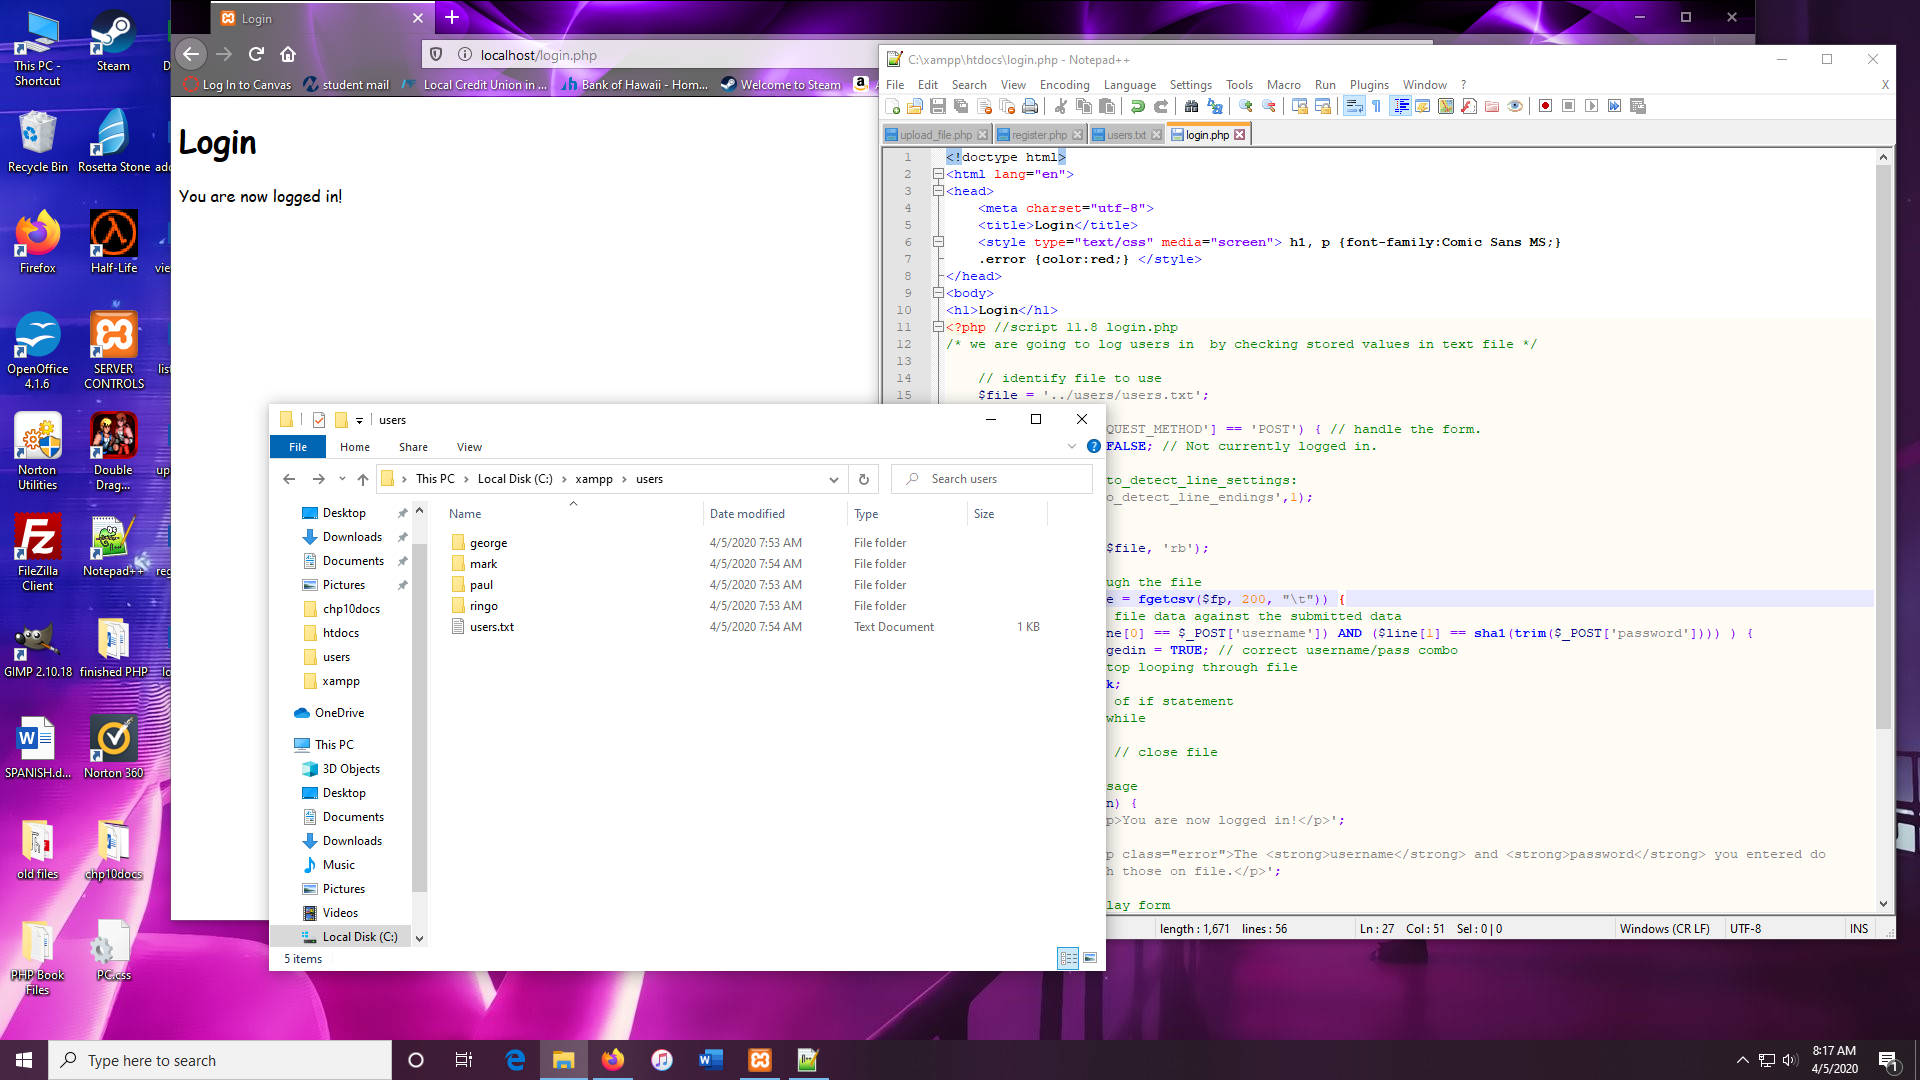 This PC -
Shortcut
Steam
D
Recycle Bin
Rosetta Stone
Firefox
Half-Life
OpenOffice
4.1.6
SERVER
CONTROLS
Norton
Utilities
Double
Drag...
FileZilla
Client
Notepad++
GIMP 2.10.18
finished PHP
SPANISH.d...
Norton 360
old files
chp10docs
PHP Book
Files
PC.css
Login
localhost/login.php
Log In to Canvas
student mail
Local Credit Union in ...
Bank of Hawaii - Hom...
Welcome to Steam
Login
You are now logged in!
C:\xampp\htdocs\login.php - Notepad++
File Edit Search View Encoding Language Settings Tools Macro Run Plugins Window ? X
upload_file.php register.php users.txt login.php
1 <!doctype html>
2 <html lang="en">
3 <head>
4 <meta charset="utf-8">
5 <title>Login</title>
6 <style type="text/css" media="screen"> h1, p {font-family:Comic Sans MS;}
7 .error {color:red;} </style>
8 </head>
9 <body>
10 <h1>Login</h1>
11 <?php //script 11.8 login.php
12 /* we are going to log users in  by checking stored values in text file */
13
14 // identify file to use
15 $file = '../users/users.txt';
QUEST_METHOD'] == 'POST') { // handle the form.
FALSE; // Not currently logged in.
to_detect_line_settings:
o_detect_line_endings',1);
$file, 'rb');
ugh the file
e = fgetcsv($fp, 200, "\t")) {
file data against the submitted data
ne[0] == $_POST['username']) AND ($line[1] == sha1(trim($_POST['password']))) ) {
gedin = TRUE; // correct username/pass combo
top looping through file
k;
of if statement
while
// close file
sage
n) {
p>You are now logged in!</p>';
p class="error">The <strong>username</strong> and <strong>password</strong> you entered do
h those on file.</p>';
lay form
length : 1,671 lines : 56 Ln : 27 Col : 51 Sel : 0 | 0 Windows (CR LF) UTF-8 INS
users
File Home Share View
This PC > Local Disk (C:) > xampp > users
Search users
Name Date modified Type Size
george 4/5/2020 7:53 AM File folder
mark 4/5/2020 7:54 AM File folder
paul 4/5/2020 7:53 AM File folder
ringo 4/5/2020 7:53 AM File folder
users.txt 4/5/2020 7:54 AM Text Document 1 KB
Desktop
Downloads
Documents
Pictures
chp10docs
htdocs
users
xampp
OneDrive
This PC
3D Objects
Desktop
Documents
Downloads
Music
Pictures
Videos
Local Disk (C:)
5 items
Type here to search
8:17 AM
4/5/2020
1